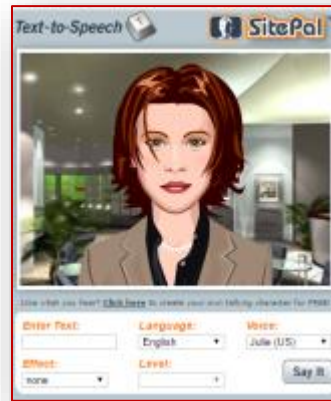 Text-to-Speech SitePal
Like what you hear? Click here to create your own talking character for FREE
Enter Text: Language: Voice:
English Julie (US)
Effect: Level:
none Say It